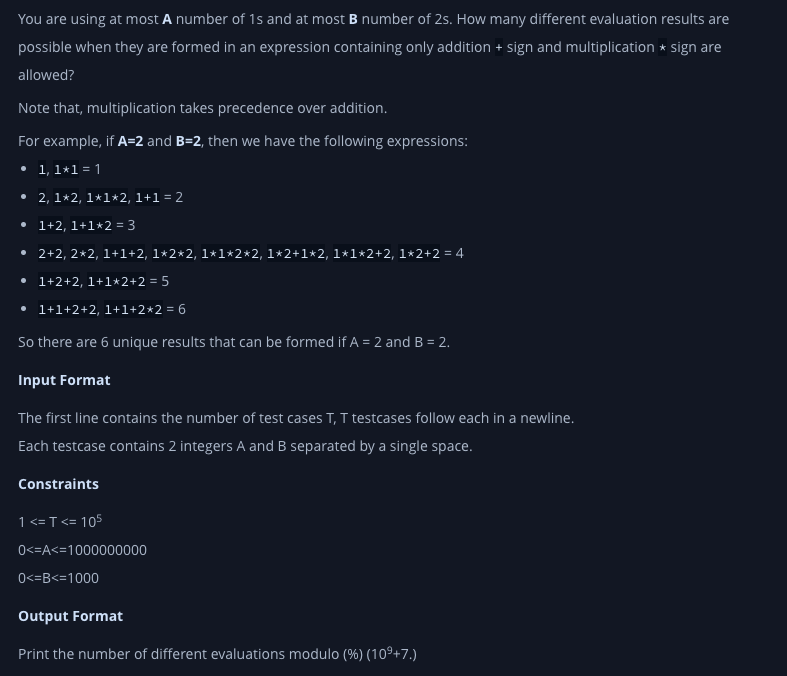 You are using at most A number of 1s and at most B number of 2s. How many different evaluation results are
possible when they are formed in an expression containing only addition + sign and multiplication * sign are
allowed?
Note that, multiplication takes precedence over addition.
For example, if A=2 and B=2, then we have the following expressions:
• 1, 1*1 = 1
• 2, 1*2, 1*1*2, 1+1 = 2
• 1+2, 1+1*2 = 3
• 2+2, 2*2, 1+1+2, 1*2*2, 1*1*2*2, 1*2+1*2, 1*1*2+2, 1*2+2 = 4
• 1+2+2, 1+1*2+2 = 5
• 1+1+2+2, 1+1+2*2 = 6
So there are 6 unique results that can be formed if A = 2 and B = 2.
Input Format
The first line contains the number of test cases T, T testcases follow each in a newline.
Each testcase contains 2 integers A and B separated by a single space.
Constraints
1 <= T <= 10⁵
0<=A<=1000000000
0<=B<=1000
Output Format
Print the number of different evaluations modulo (%) (10⁹+7.)